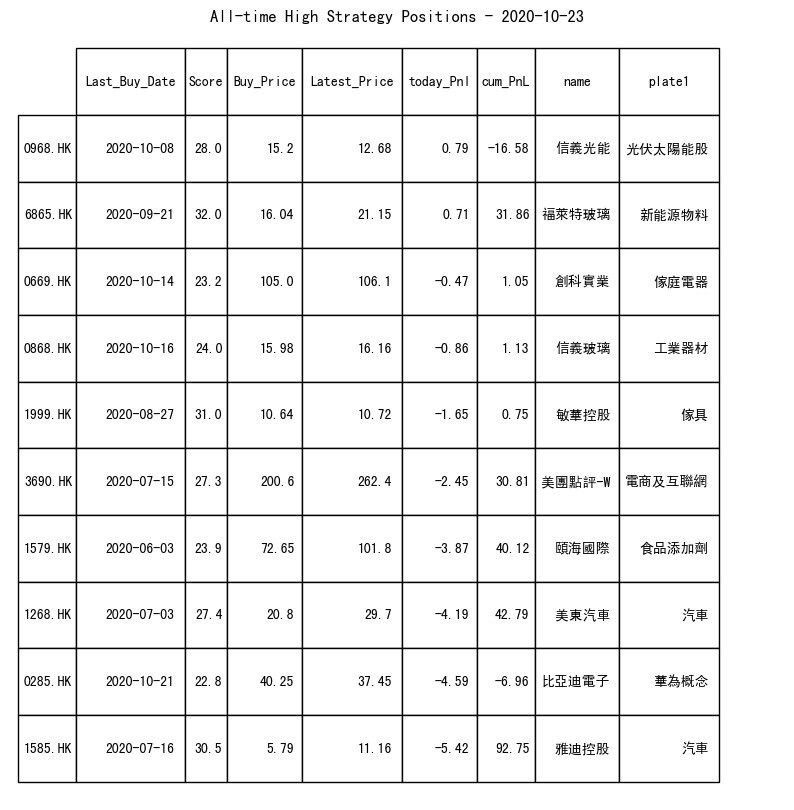 All-time High Strategy Positions - 2020-10-23
Last_Buy_Date Score Buy_Price Latest_Price today_Pnl cum_PnL name plate1
0968.HK 2020-10-08 28.0 15.2 12.68 0.79 -16.58 信義光能 光伏太陽能股
6865.HK 2020-09-21 32.0 16.04 21.15 0.71 31.86 福萊特玻璃 新能源物料
0669.HK 2020-10-14 23.2 105.0 106.1 -0.47 1.05 創科實業 傢庭電器
0868.HK 2020-10-16 24.0 15.98 16.16 -0.86 1.13 信義玻璃 工業器材
1999.HK 2020-08-27 31.0 10.64 10.72 -1.65 0.75 敏華控股 傢具
3690.HK 2020-07-15 27.3 200.6 262.4 -2.45 30.81 美團點評-W 電商及互聯網
1579.HK 2020-06-03 23.9 72.65 101.8 -3.87 40.12 頤海國際 食品添加劑
1268.HK 2020-07-03 27.4 20.8 29.7 -4.19 42.79 美東汽車 汽車
0285.HK 2020-10-21 22.8 40.25 37.45 -4.59 -6.96 比亞迪電子 華為概念
1585.HK 2020-07-16 30.5 5.79 11.16 -5.42 92.75 雅迪控股 汽車